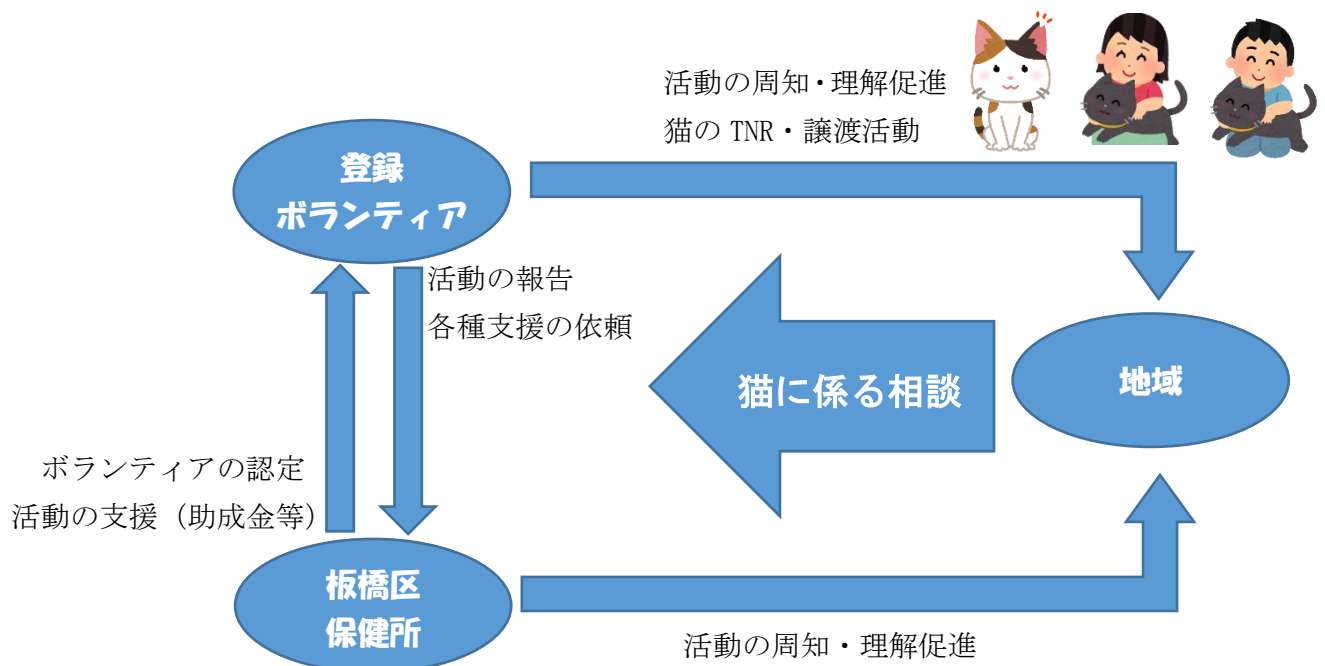 活動の周知・理解促進
猫の TNR・譲渡活動
登録
ボランティア
活動の報告
各種支援の依頼
猫に係る相談
地域
ボランティアの認定
活動の支援（助成金等）
板橋区
保健所
活動の周知・理解促進